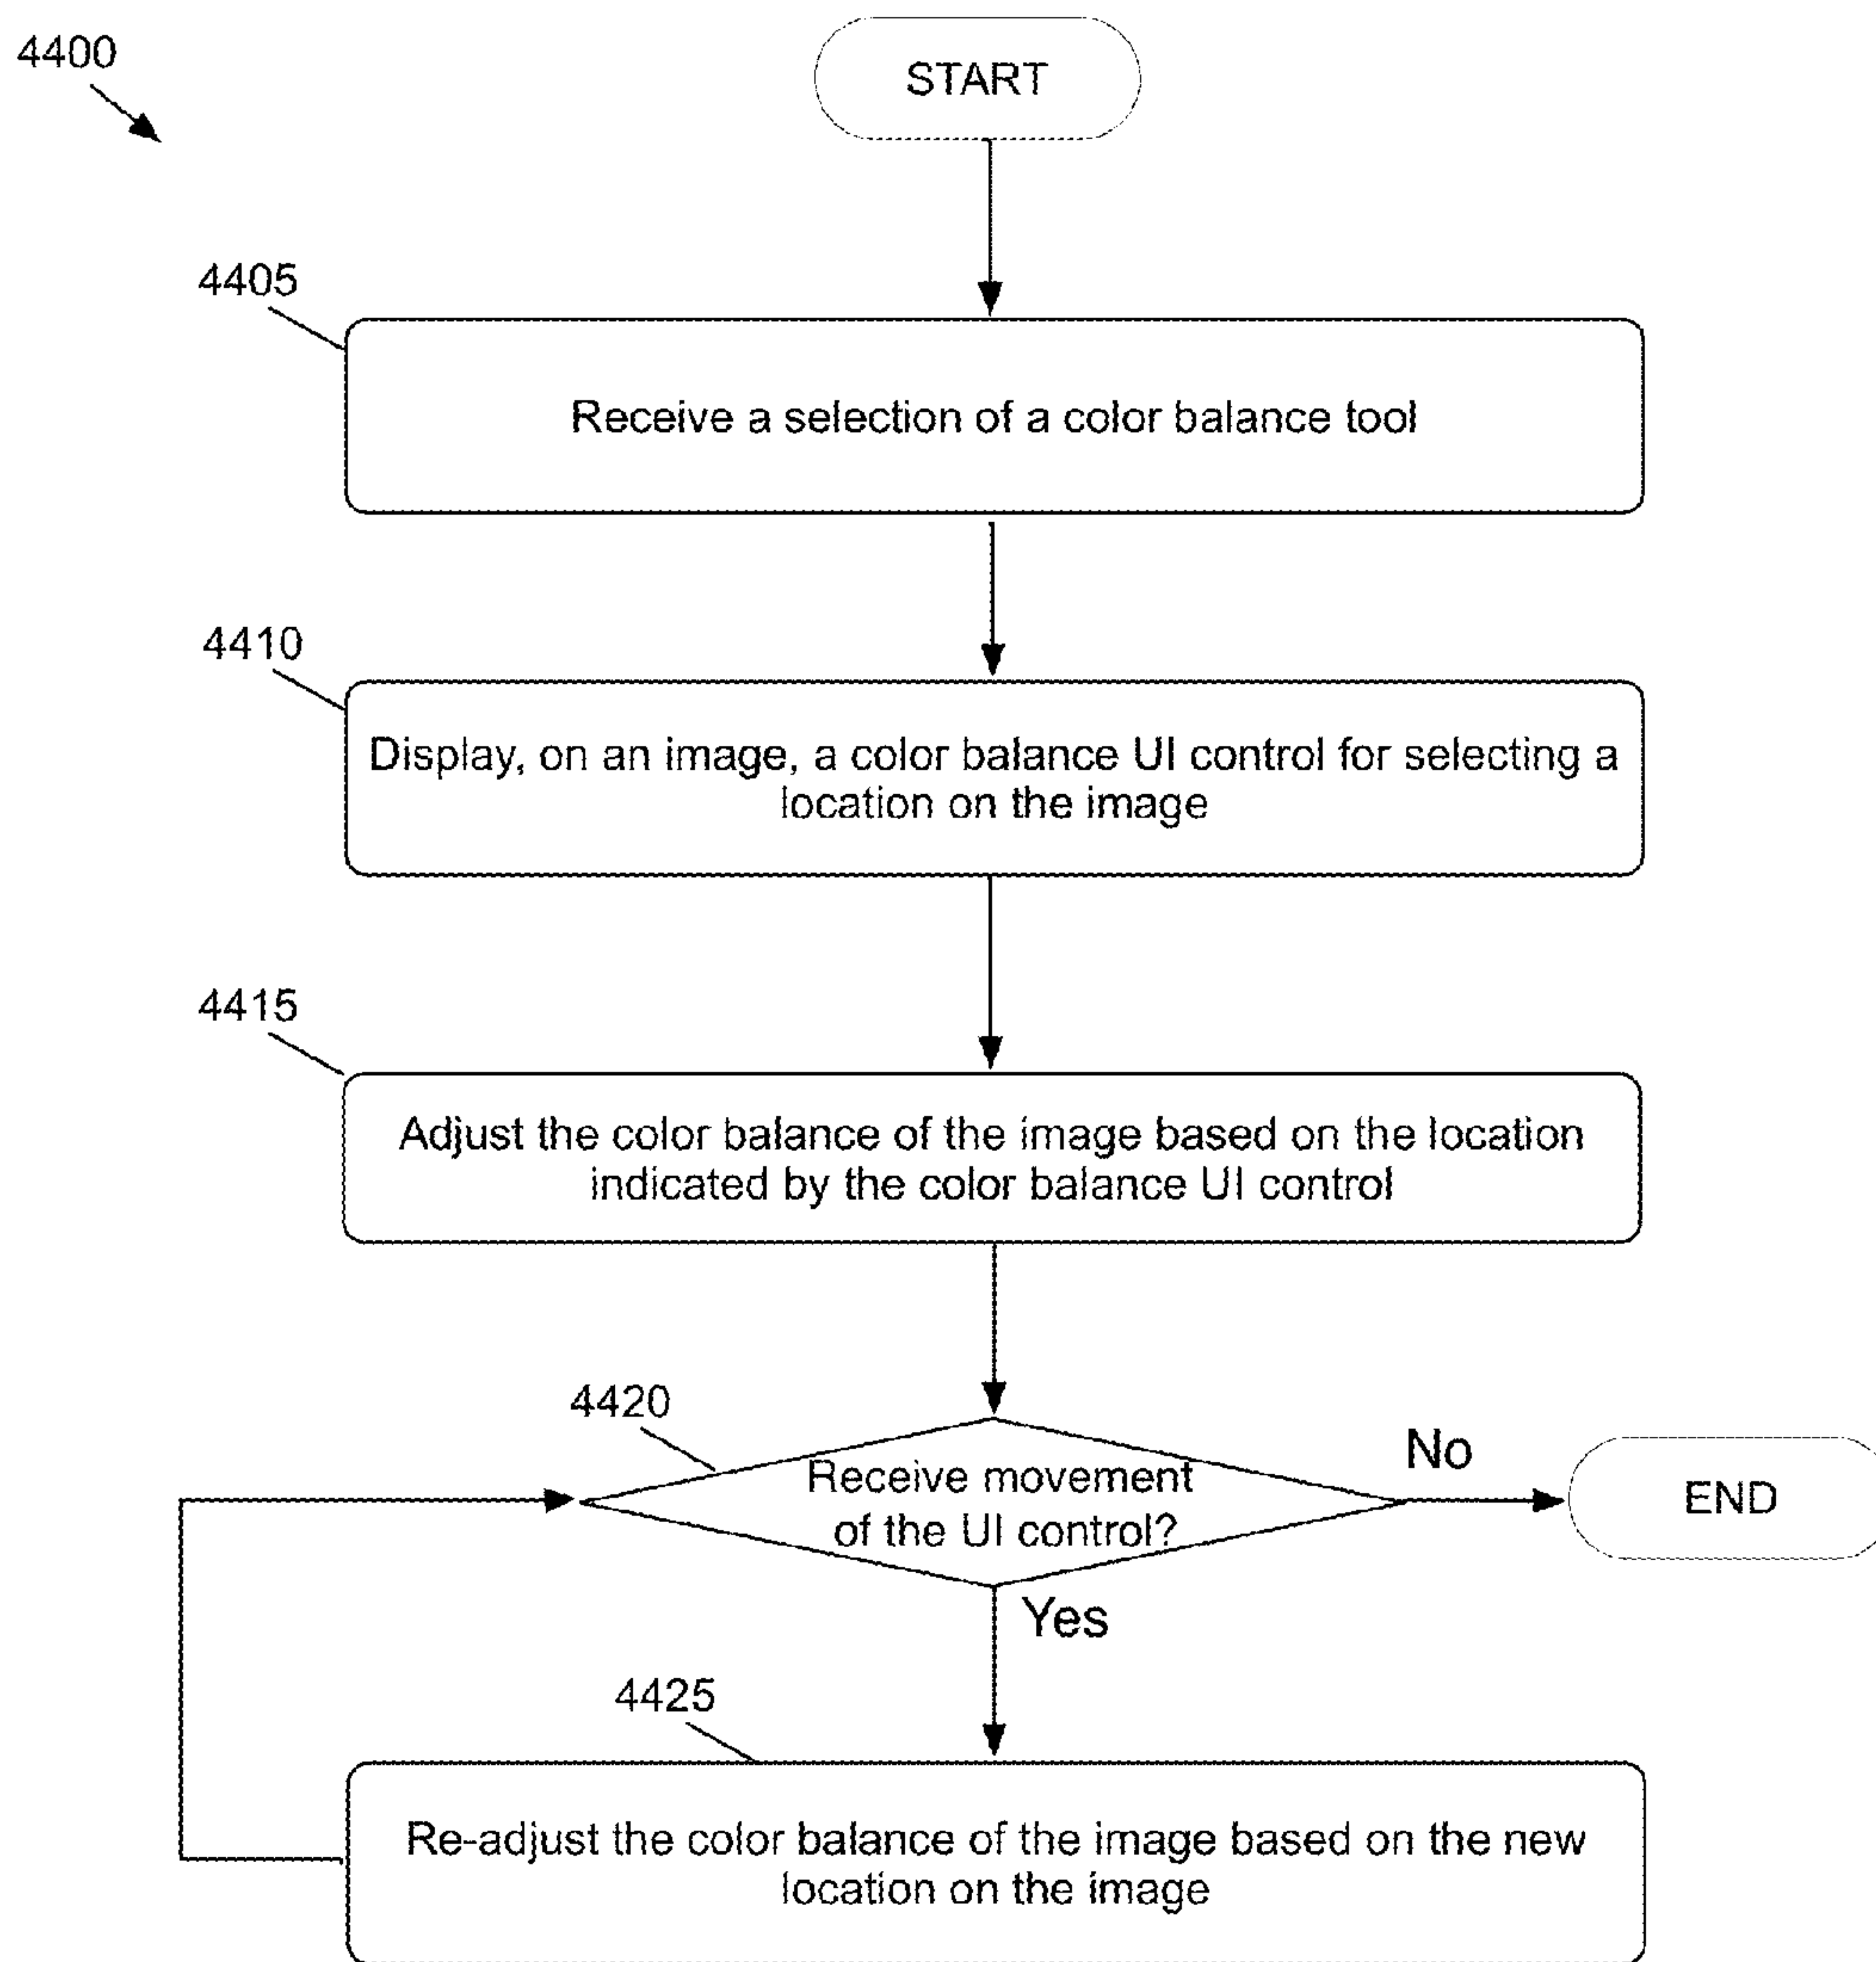 4400
START
4405
Receive a selection of a color balance tool
4410
Display, on an image, a color balance UI control for selecting a
location on the image
4415
Adjust the color balance of the image based on the location
indicated by the color balance UI control
4420
Receive movement
of the UI control?
No
END
Yes
4425
Re-adjust the color balance of the image based on the new
location on the image